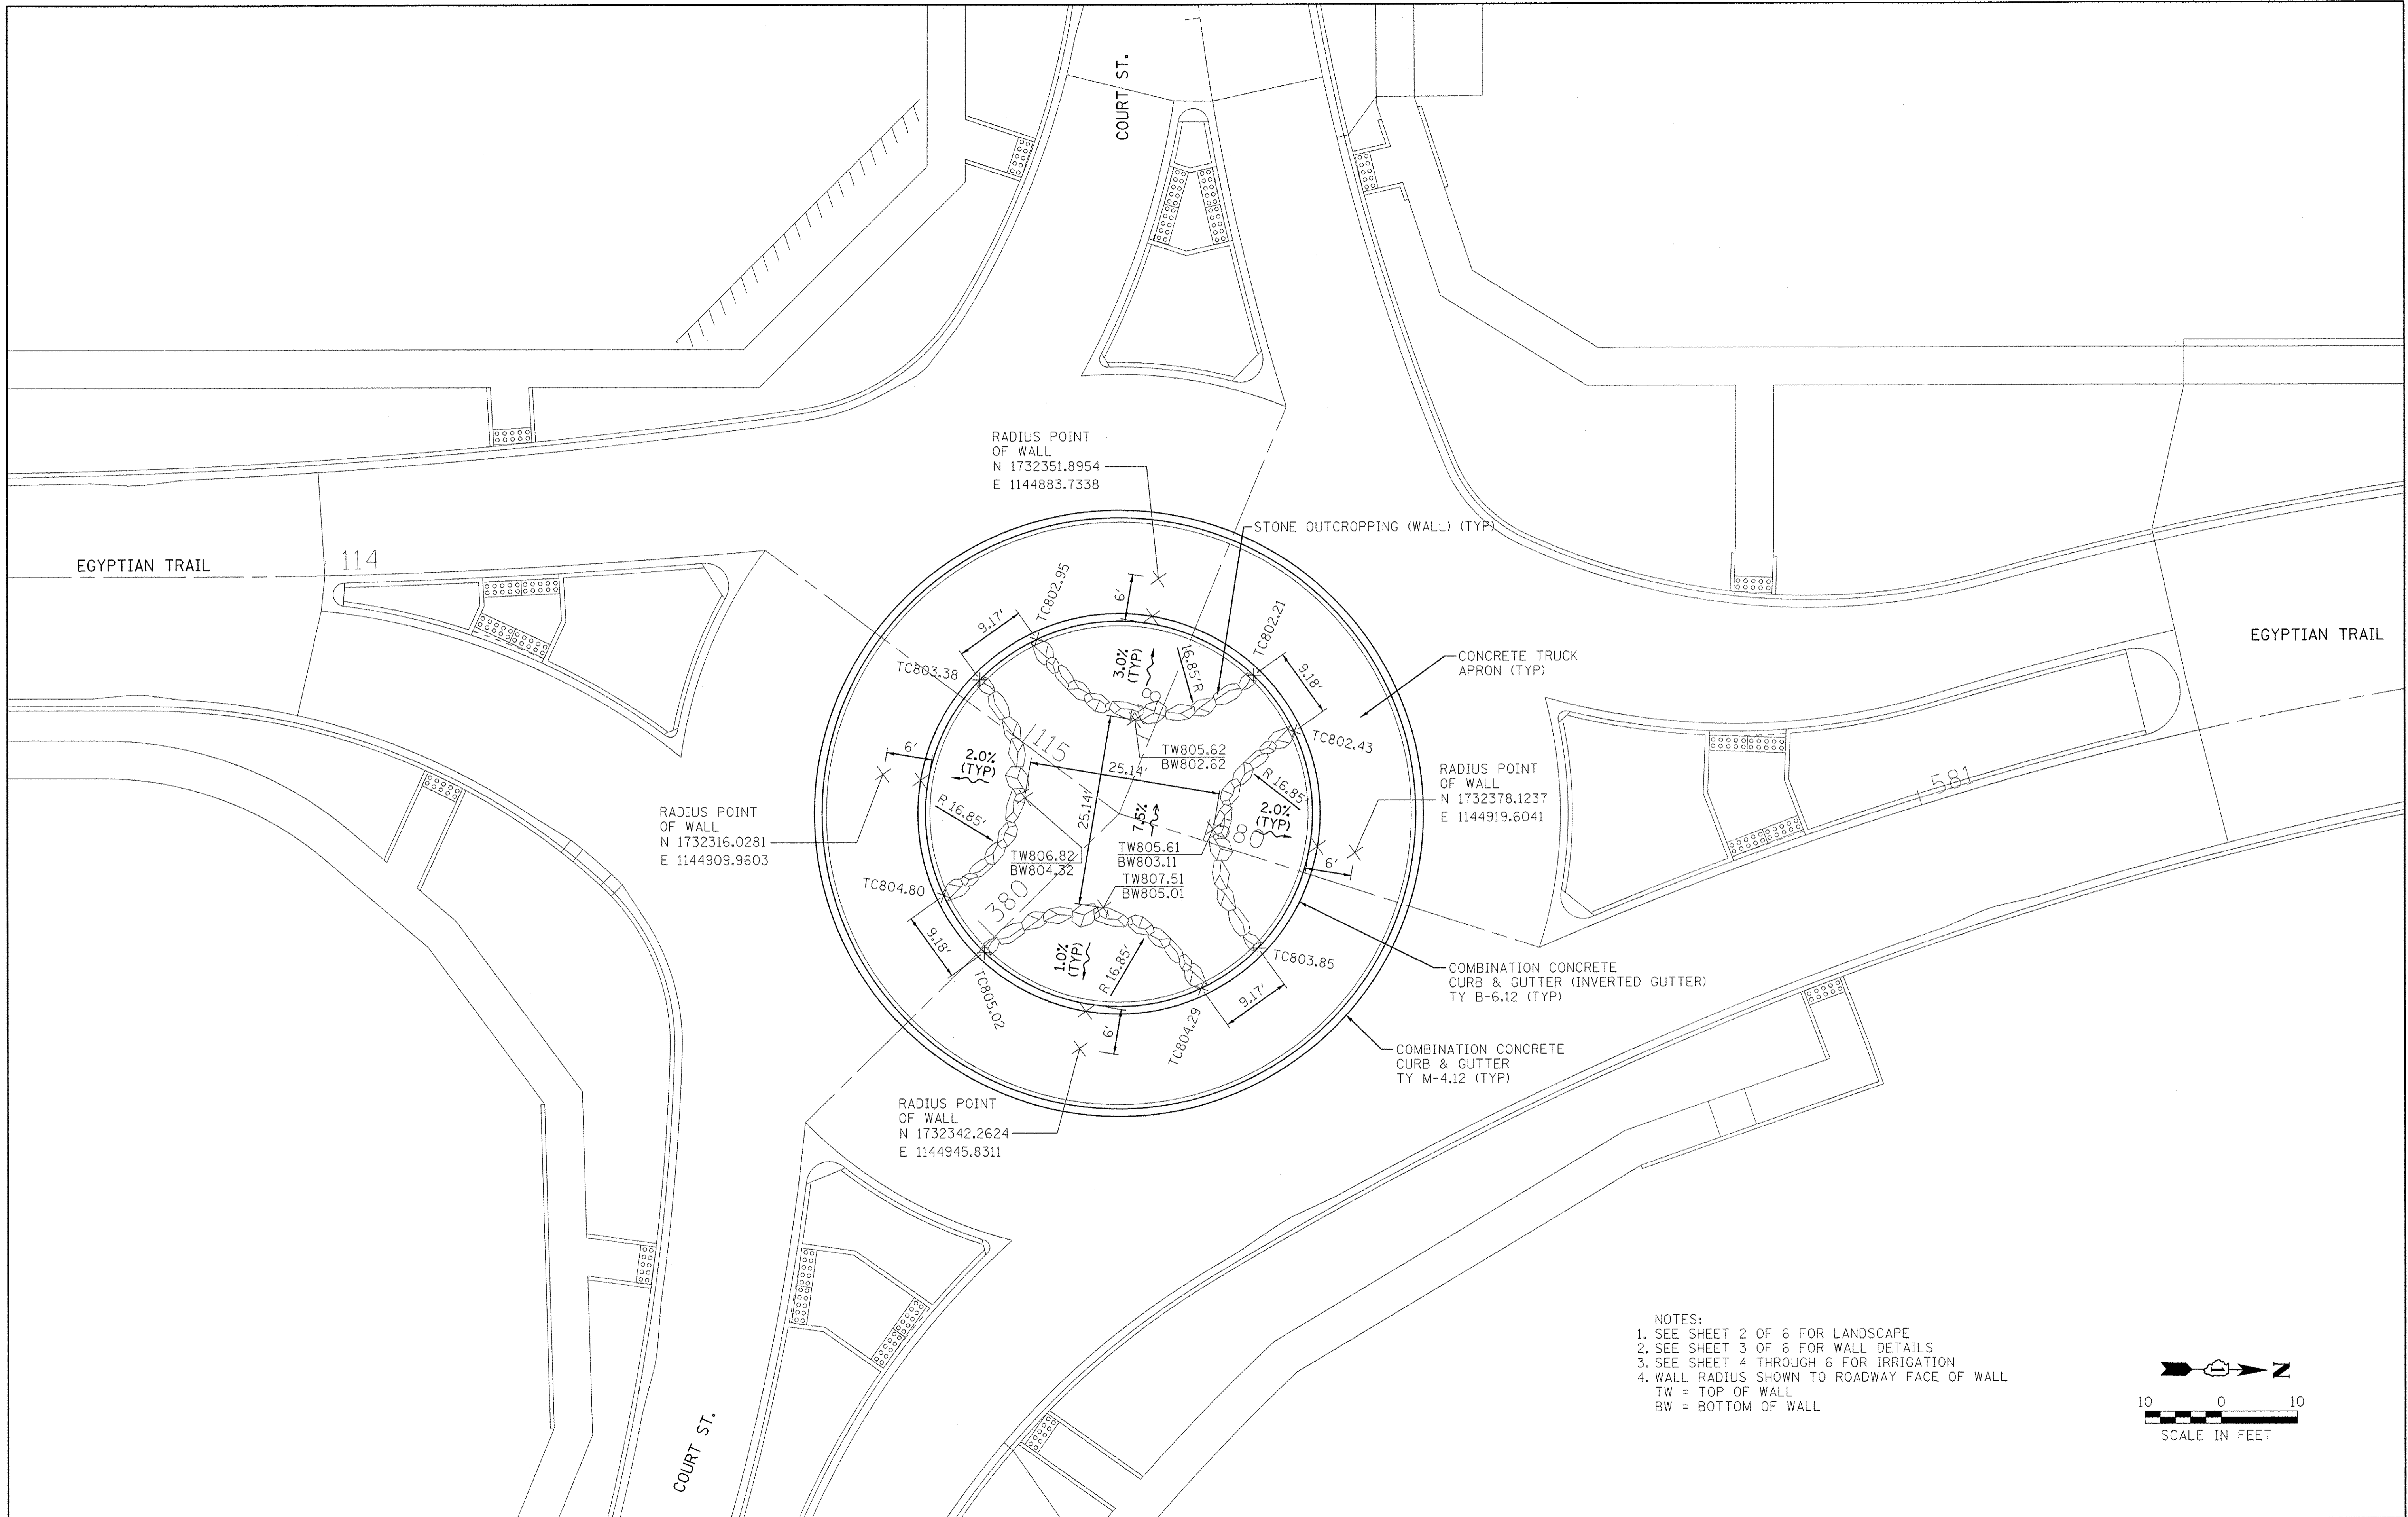 COURT ST.
RADIUS POINT
OF WALL
N 1732351.8954
E 1144883.7338
STONE OUTCROPPING (WALL) (TYP)
EGYPTIAN TRAIL
114
6'
TC802.95
9.17'
TC803.38
3.0%
(TYP)
16.85'R
TC802.21
9.18'
CONCRETE TRUCK
APRON (TYP)
EGYPTIAN TRAIL
TC802.43
115
6'
2.0%
(TYP)
TW805.62
BW802.62
25.14'
25.14'
R 16.85'
2.0%
(TYP)
RADIUS POINT
OF WALL
N 1732378.1237
E 1144919.6041
581
RADIUS POINT
OF WALL
N 1732316.0281
E 1144909.9603
R 16.85'
7.5%
80
TW806.82
BW804.32
TW805.61
BW803.11
6'
TC804.80
380
TW807.51
BW805.01
9.18'
1.0%
(TYP)
R 16.85'
TC803.85
TC805.02
9.17'
6'
TC804.29
COMBINATION CONCRETE
CURB & GUTTER (INVERTED GUTTER)
TY B-6.12 (TYP)
COMBINATION CONCRETE
CURB & GUTTER
TY M-4.12 (TYP)
RADIUS POINT
OF WALL
N 1732342.2624
E 1144945.8311
COURT ST.
NOTES:
1. SEE SHEET 2 OF 6 FOR LANDSCAPE
2. SEE SHEET 3 OF 6 FOR WALL DETAILS
3. SEE SHEET 4 THROUGH 6 FOR IRRIGATION
4. WALL RADIUS SHOWN TO ROADWAY FACE OF WALL
TW = TOP OF WALL
BW = BOTTOM OF WALL
N
10 0 10
SCALE IN FEET